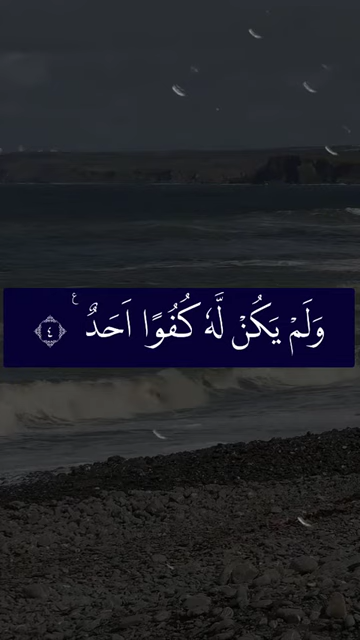 وَلَمْ يَكُنْ لَّهٗ كُفُوًا اَحَدٌ ࣖ ﴿٤﴾